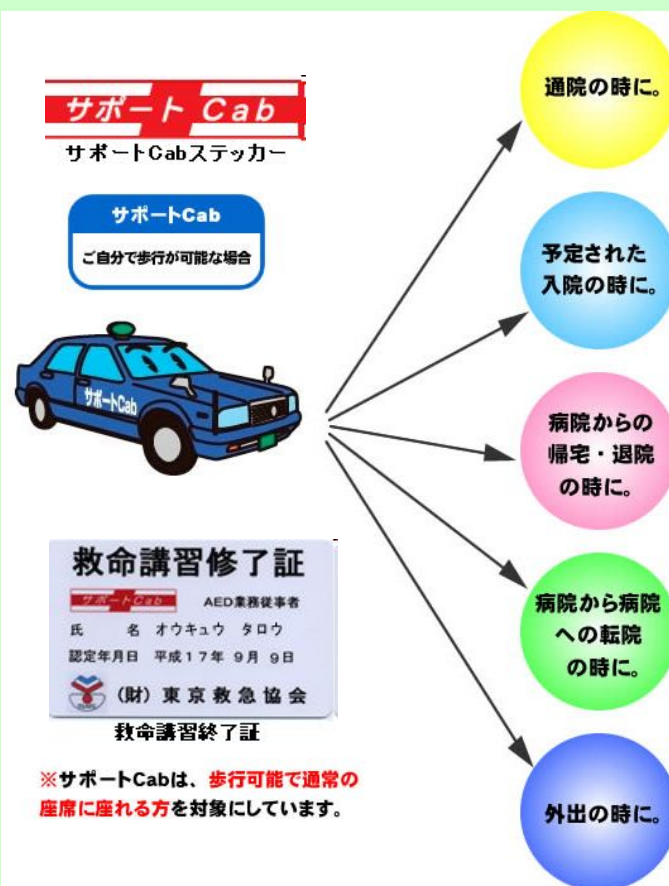 サポート Cab
サポートCabステッカー
サポートCab
ご自分で歩行が可能な場合
サポートCab
救命講習修了証
サポートCab AED業務従事者
氏 名 オウキュウ タロウ
認定年月日 平成17年 9月 9日
(財)東京救急協会
救命講習終了証
※サポートCabは、歩行可能で通常の
座席に座れる方を対象にしています。
通院の時に。
予定された
入院の時に。
病院からの
帰宅・退院
の時に。
病院から病院
への転院
の時に。
外出の時に。